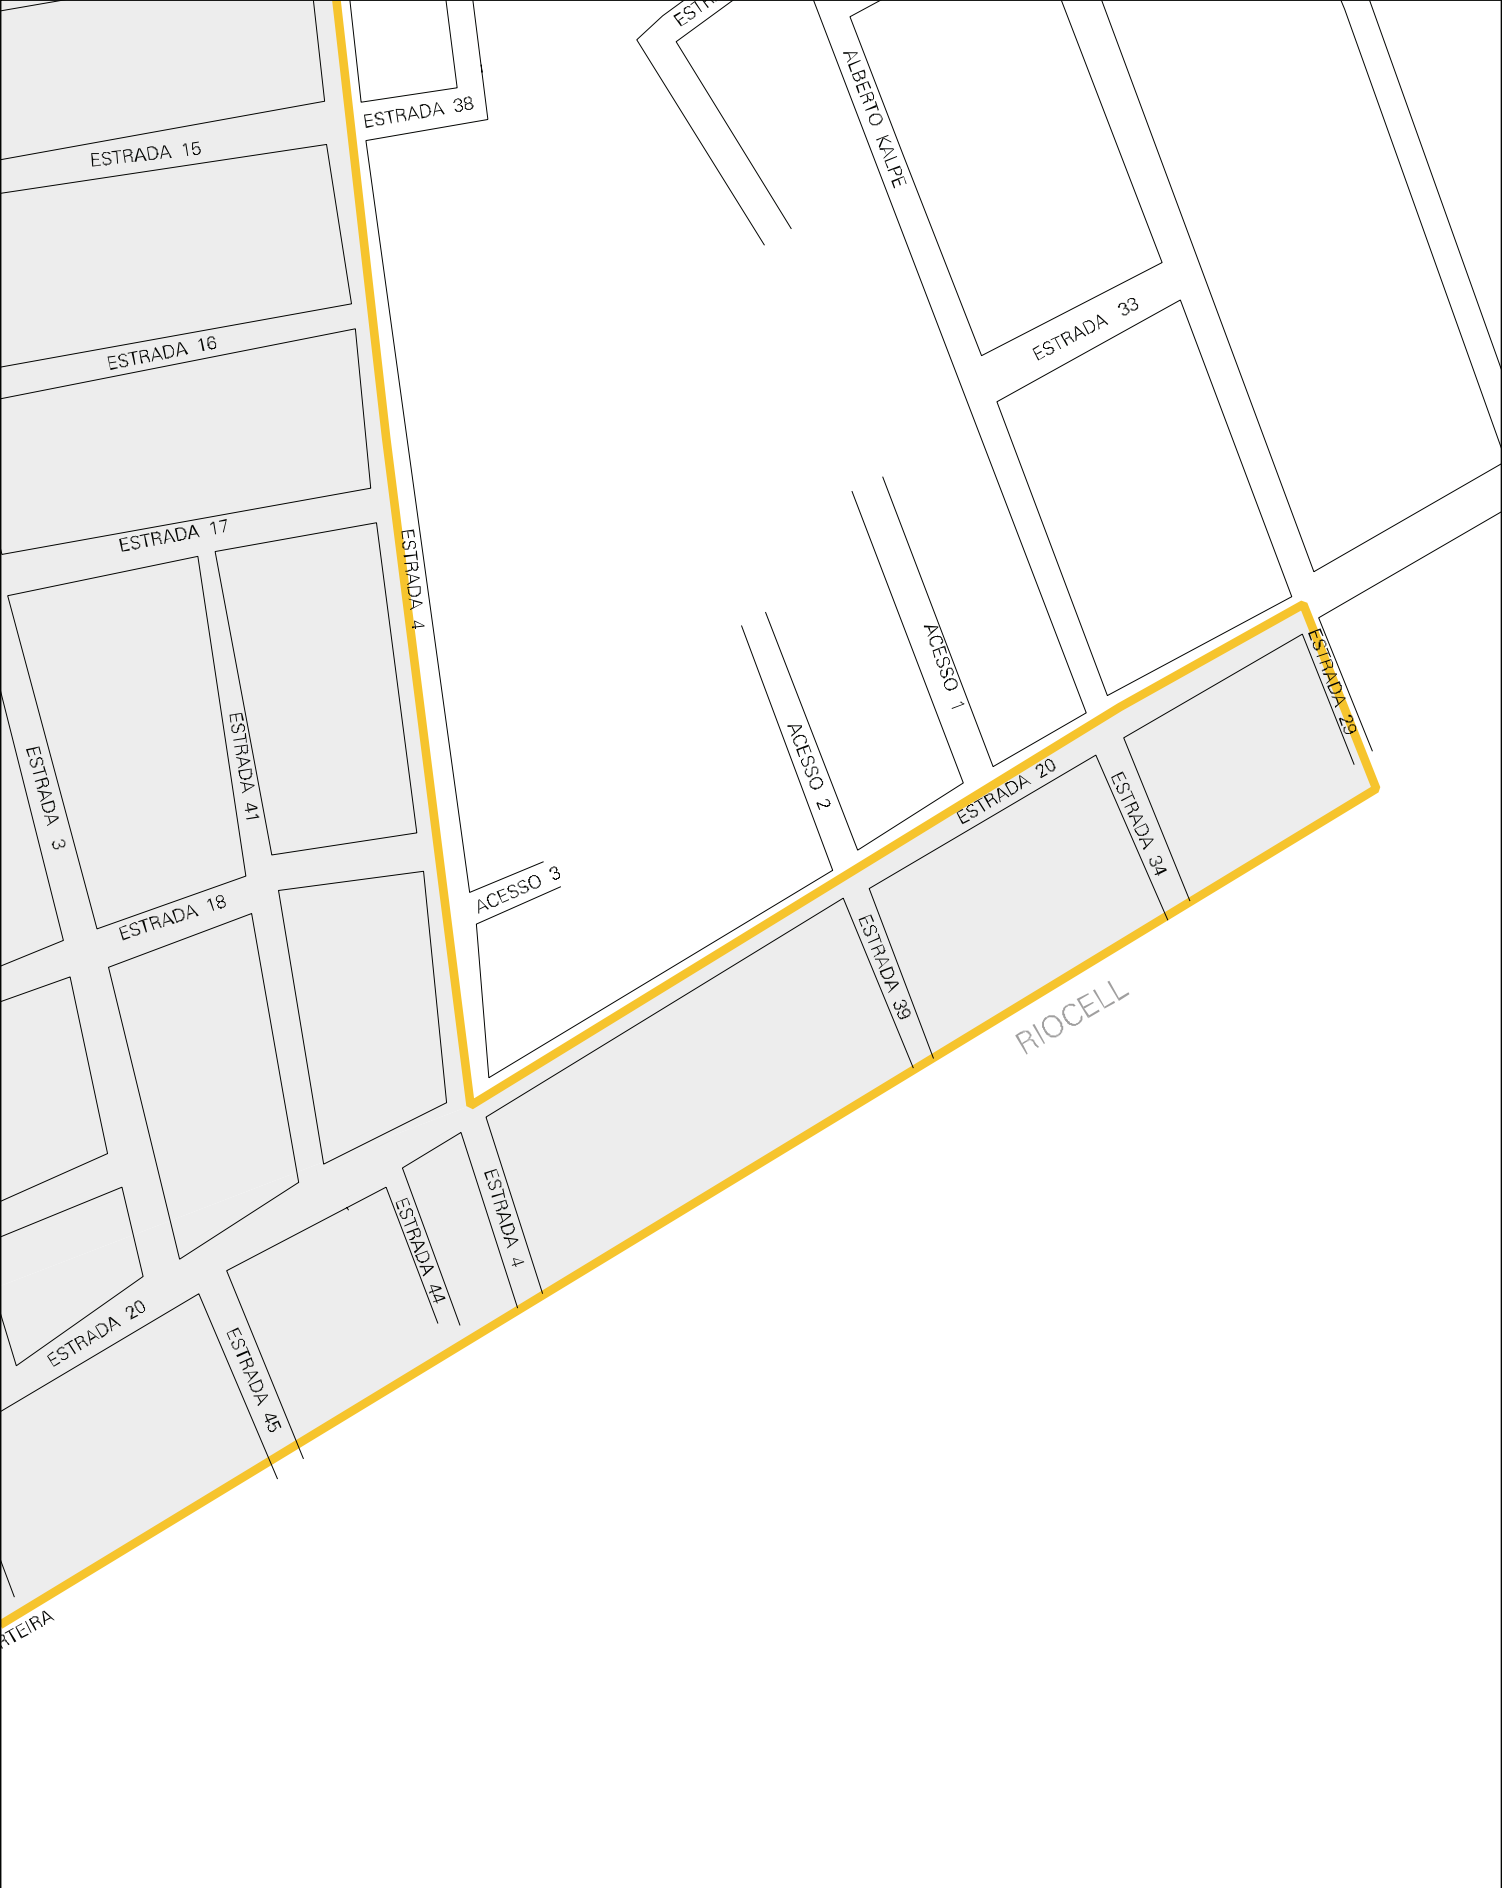 ESTRADA 38
ESTRADA 15
ALBERTO KALPE
ESTRADA 33
ESTRADA 16
ESTRADA 17
ESTRADA 4
ESTRADA 29
ACESSO 1
ACESSO 2
ESTRADA 41
ESTRADA 3
ESTRADA 20
ESTRADA 34
ACESSO 3
ESTRADA 18
ESTRADA 39
RIOCELL
ESTRADA 4
ESTRADA 44
ESTRADA 20
ESTRADA 45